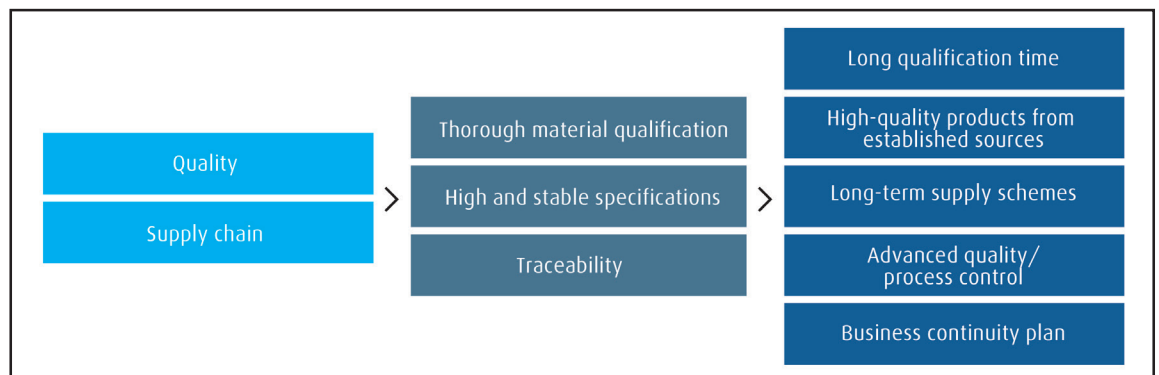 Quality
Supply chain
Thorough material qualification
High and stable specifications
Traceability
Long qualification time
High-quality products from
established sources
Long-term supply schemes
Advanced quality/
process control
Business continuity plan